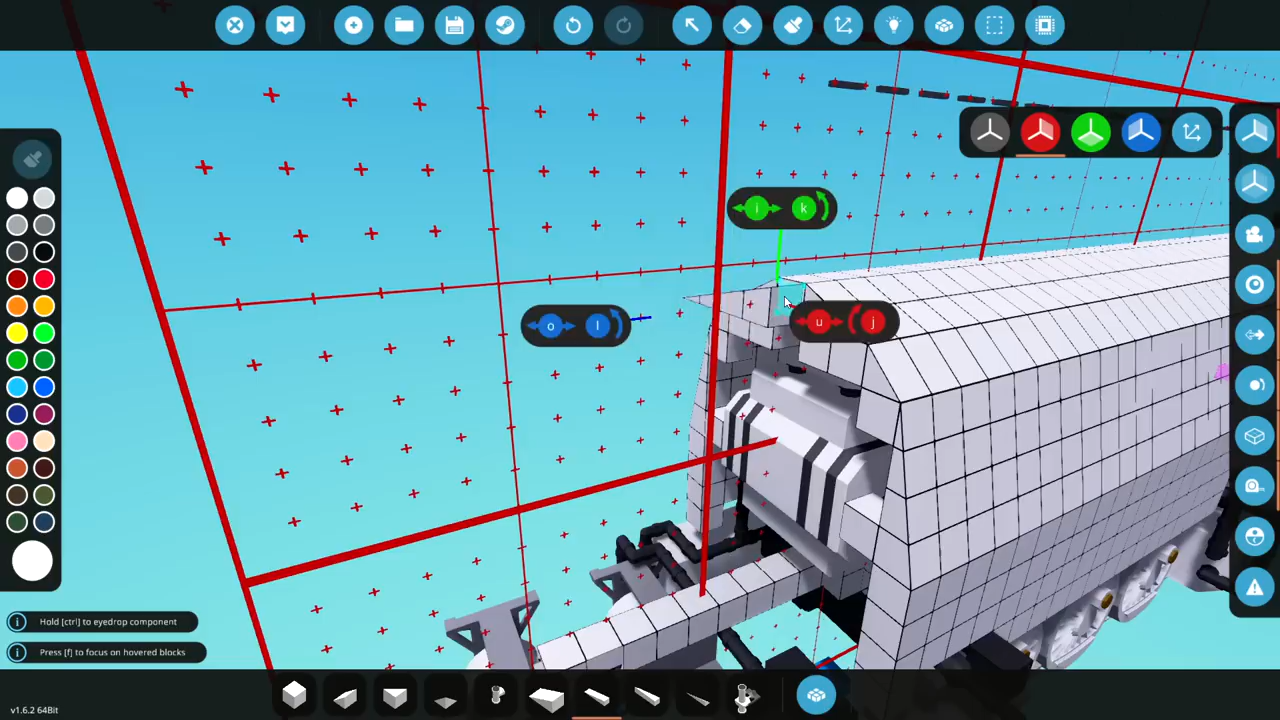 i k
o l
u j
Hold [ctrl] to eyedrop component
Press [f] to focus on hovered blocks
v1.6.2 64Bit